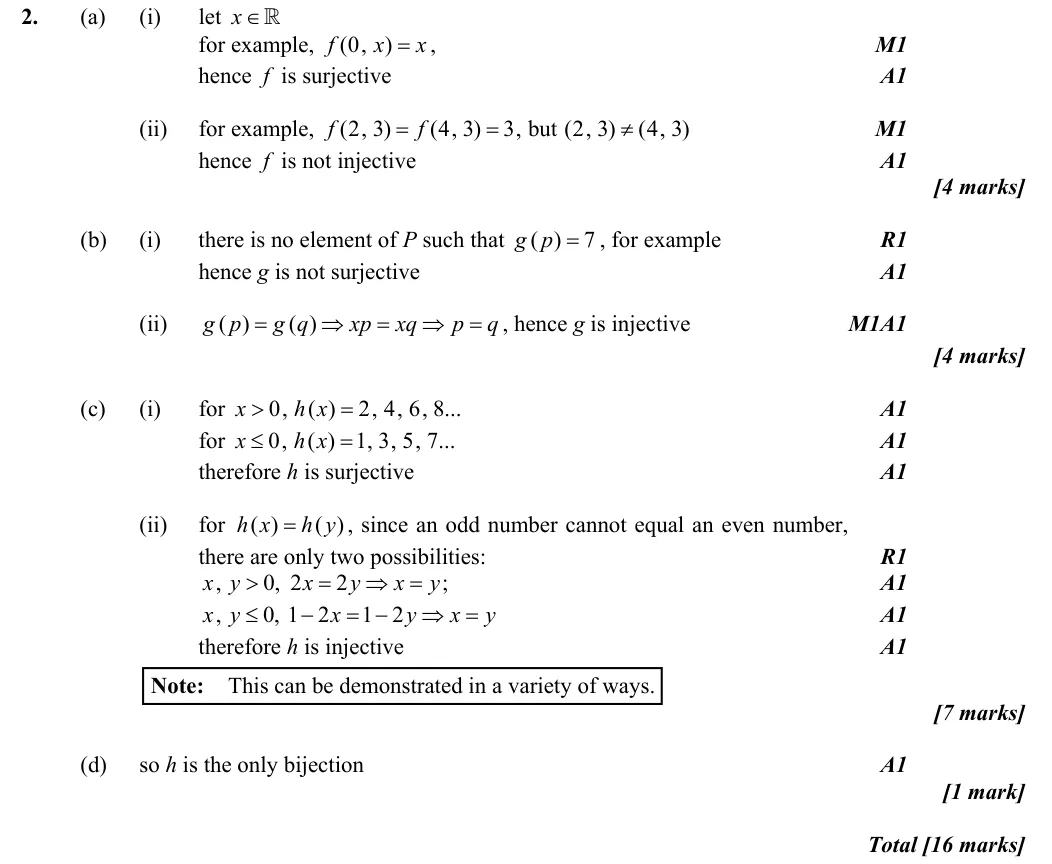 2. (a) (i) let x ∈ ℝ
for example, f(0, x) = x, M1
hence f is surjective A1
(ii) for example, f(2, 3) = f(4, 3) = 3, but (2, 3) ≠ (4, 3) M1
hence f is not injective A1
[4 marks]
(b) (i) there is no element of P such that g(p) = 7, for example R1
hence g is not surjective A1
(ii) g(p) = g(q) ⇒ xp = xq ⇒ p = q, hence g is injective M1A1
[4 marks]
(c) (i) for x > 0, h(x) = 2, 4, 6, 8... A1
for x ≤ 0, h(x) = 1, 3, 5, 7... A1
therefore h is surjective A1
(ii) for h(x) = h(y), since an odd number cannot equal an even number,
there are only two possibilities: R1
x, y > 0, 2x = 2y ⇒ x = y; A1
x, y ≤ 0, 1 − 2x = 1 − 2y ⇒ x = y A1
therefore h is injective A1
Note: This can be demonstrated in a variety of ways.
[7 marks]
(d) so h is the only bijection A1
[1 mark]
Total [16 marks]